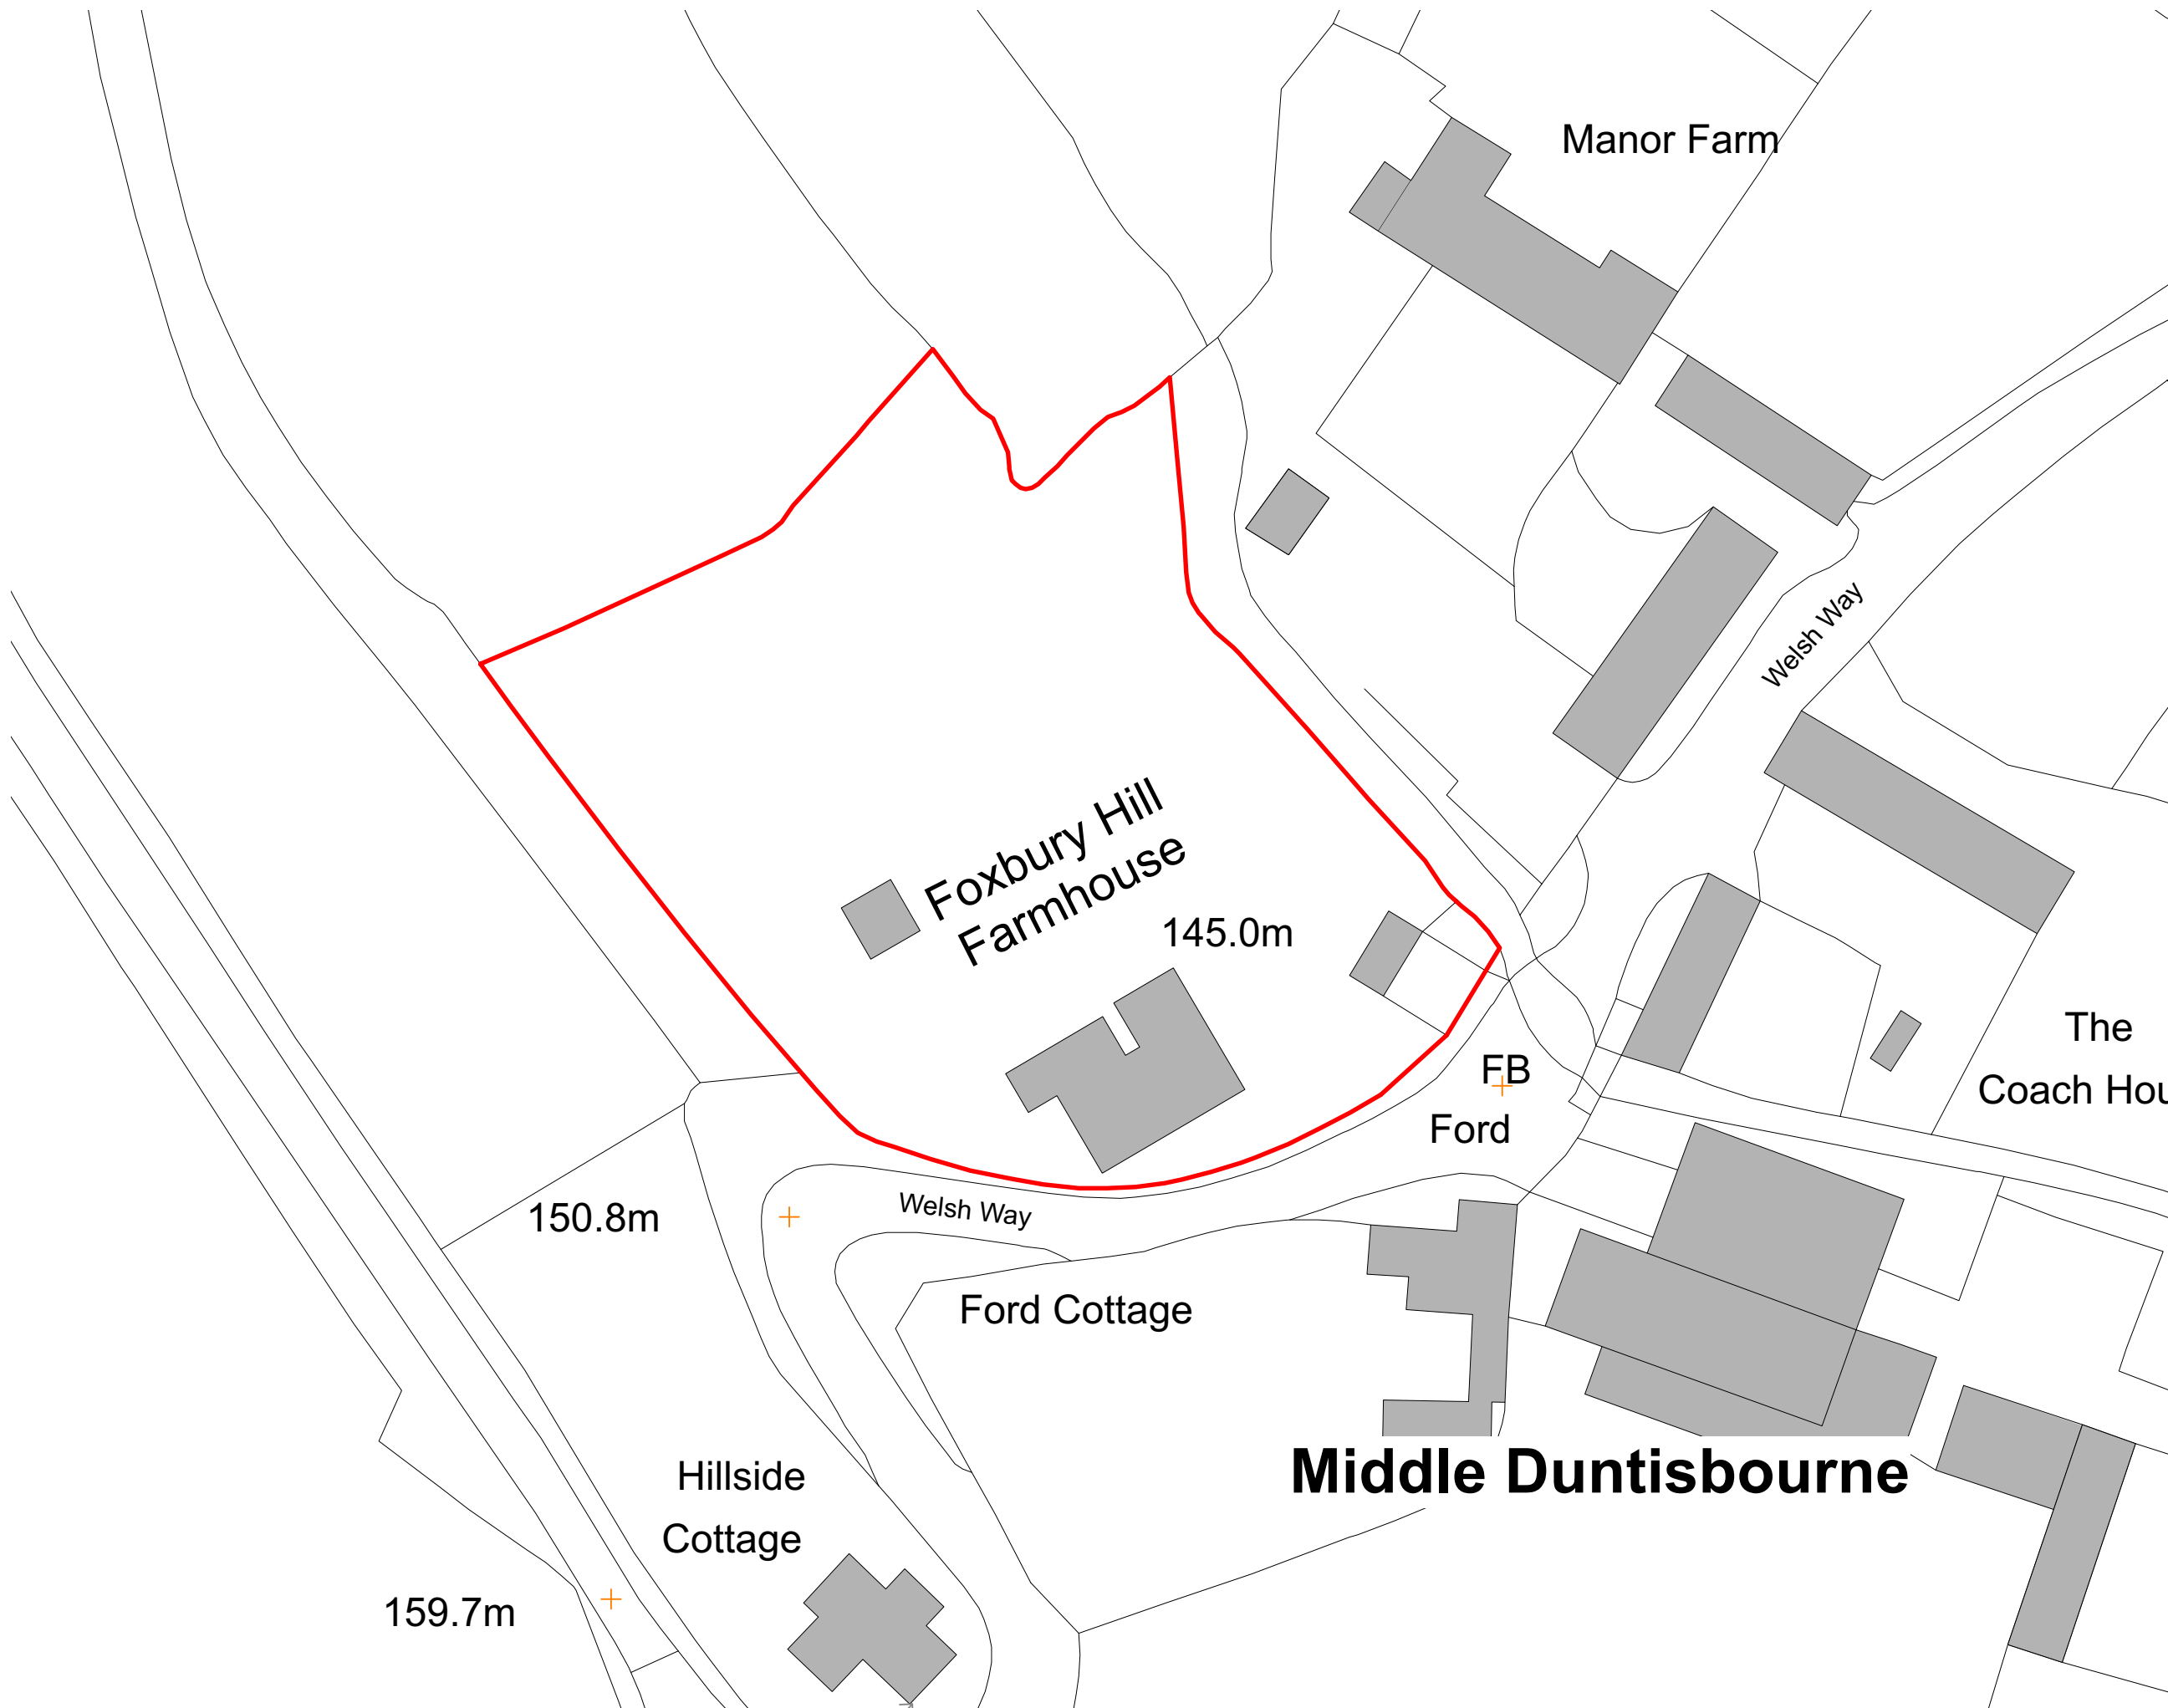 Manor Farm
Welsh Way
Foxbury Hill
Farmhouse
145.0m
The
Coach Hou
FB
Ford
150.8m
Welsh Way
Ford Cottage
Middle Duntisbourne
Hillside
Cottage
159.7m